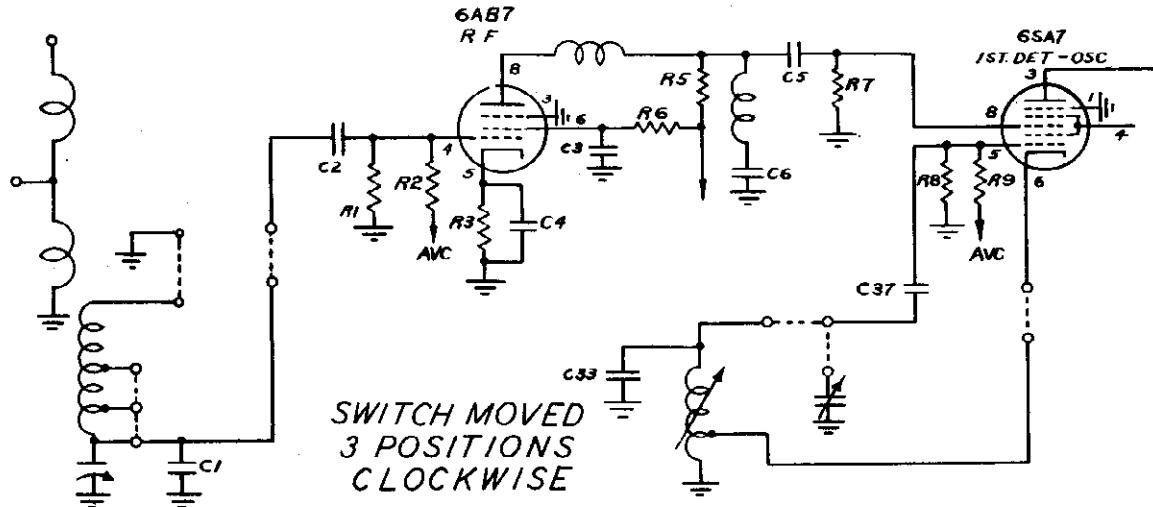 6AB7
RF
6SA7
1ST. DET-OSC
8
3
6
4
5
C2
R1
R2
AVC
R3
C4
C3
R6
R5
C5
R7
C6
3
1
8
4
5
6
R8
R9
AVC
C37
C33
C1
SWITCH MOVED
3 POSITIONS
CLOCKWISE